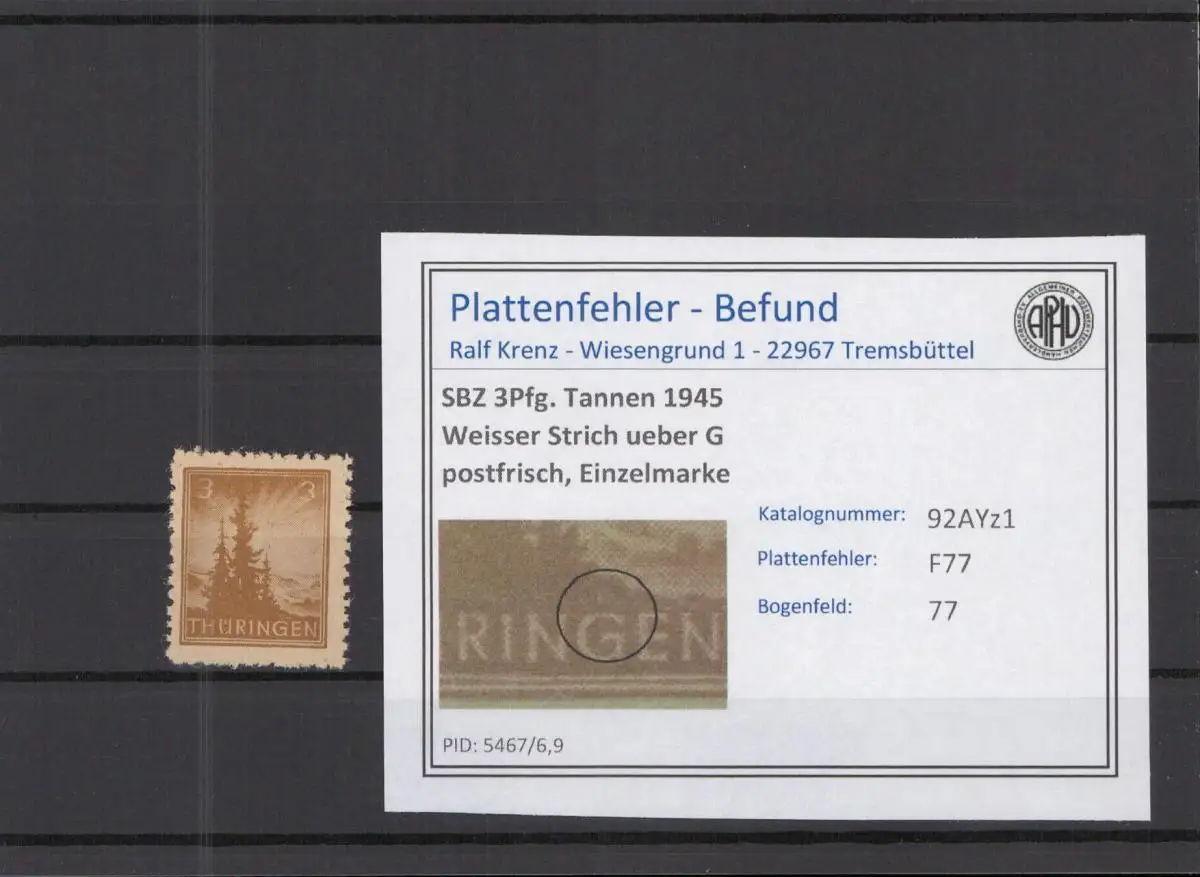 Plattenfehler - Befund
Ralf Krenz - Wiesengrund 1 - 22967 Tremsbüttel
APHV
SBZ 3Pfg. Tannen 1945
Weisser Strich ueber G
postfrisch, Einzelmarke
Katalognummer: 92AYz1
Plattenfehler: F77
Bogenfeld: 77
RINGEN
PID: 5467/6,9
3 3
THÜRINGEN